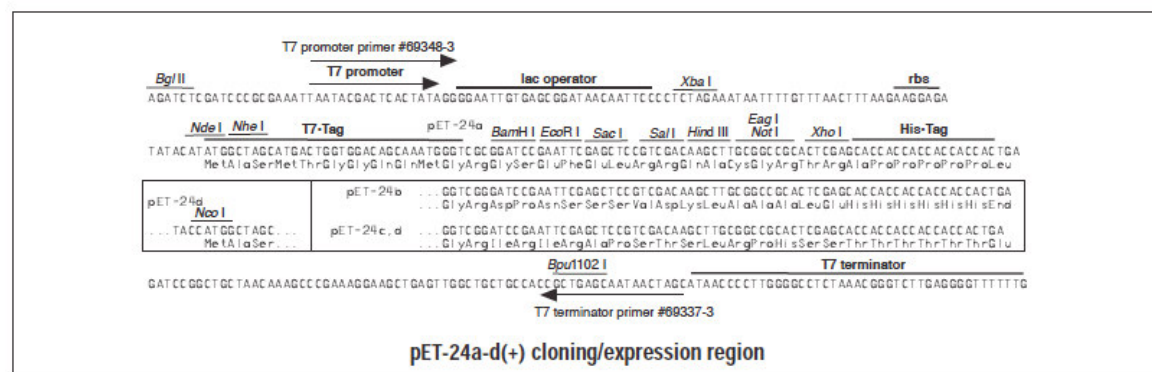 T7 promoter primer #69348-3
Bgl II T7 promoter lac operator Xba I rbs
AGATCTCGATCCCGCGAAATTAATACGACTCACTATAGGGGAATTGTGAGCGGATAACAATTCCCCTCTAGAAATAATTTTGTTTAACTTTAAGAAGGAGA
Nde I Nhe I T7-Tag pET-24a BamH I EcoR I Sac I Sal I Hind III Eag I Not I Xho I His-Tag
TATACATATGGCTAGCATGACTGGTGGACAGCAAATGGGTCGCGGATCCGAATTCGAGCTCCGTCGACAAGCTTGCGGCCGCACTCGAGCACCACCACCACCACCACTGA
MetAlaSerMetThrGlyGlyGlnGlnMetGlyArgGlySerGluPheGluLeuArgArgGlnAlaCysGlyArgThrArgAlaProProProProProLeu
pET-24b ...GGTCGGGATCCGAATTCGAGCTCCGTCGACAAGCTTGCGGCCGCACTCGAGCACCACCACCACCACCACTGA
GlyArgAspProAsnSerSerSerValAspLysLeuAlaAlaAlaLeuGluHisHisHisHisHisHisEnd
pET-24d
Nco I
...TACCATGGCTAGC...
MetAlaSer...
pET-24c,d ...GGTCGGATCCGAATTCGAGCTCCGTCGACAAGCTTGCGGCCGCACTCGAGCACCACCACCACCACCACTGA
GlyArgIleArgIleArgAlaProSerThrSerLeuArgProHisSerSerThrThrThrThrThrThrGlu
Bpu1102 I T7 terminator
GATCCGGCTGCTAACAAAGCCCGAAAGGAAGCTGAGTTGGCTGCTGCCACCGCTGAGCAATAACTAGCATAACCCCTTGGGGCCTCTAAACGGGTCTTGAGGGGTTTTTTG
T7 terminator primer #69337-3
pET-24a-d(+) cloning/expression region